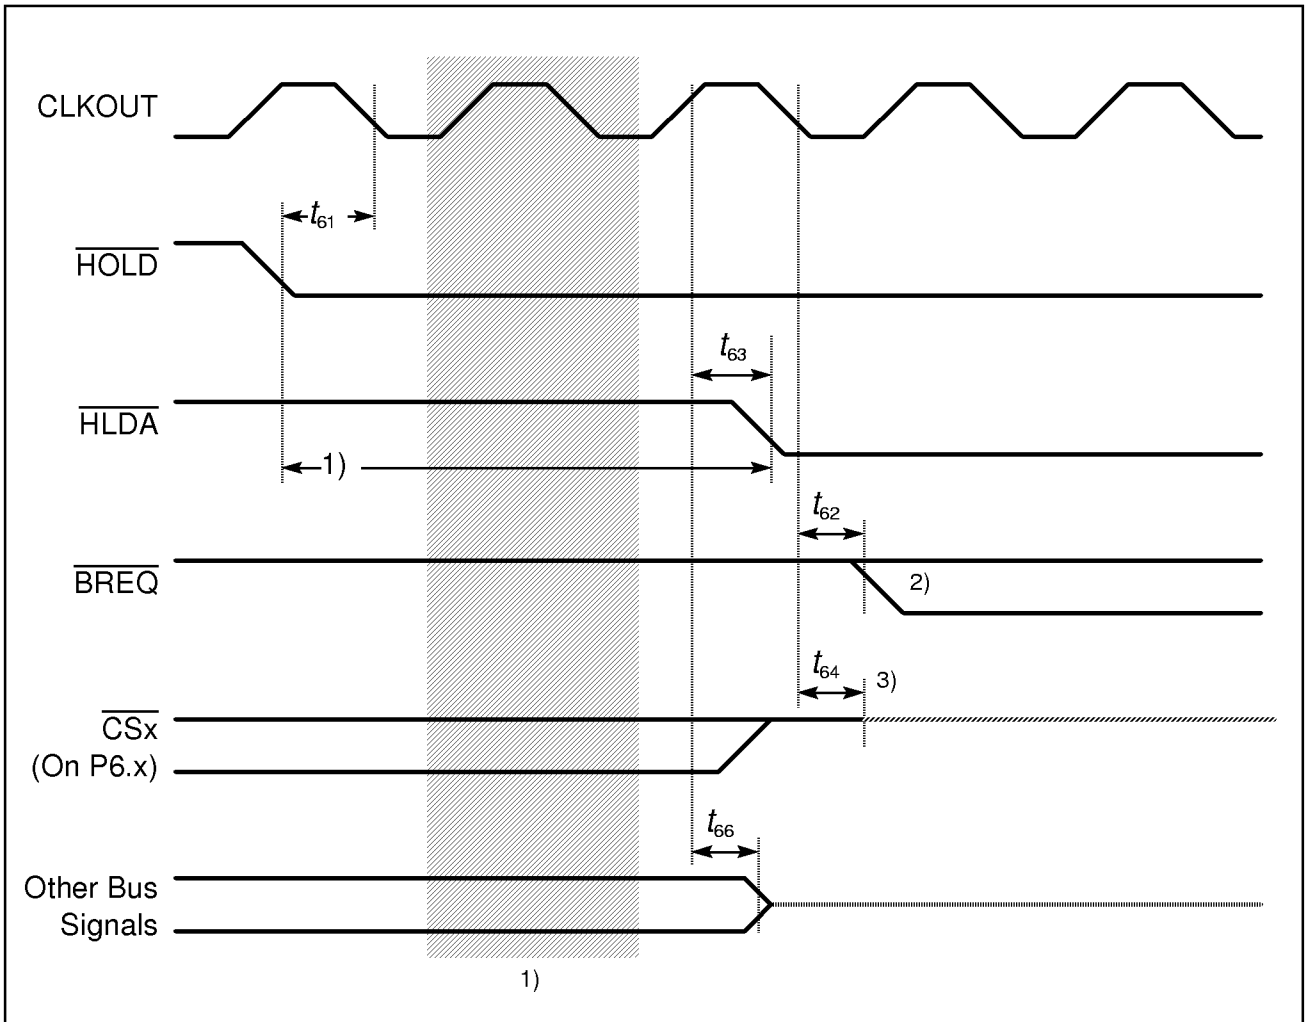 CLKOUT
t61
HOLD
t63
HLDA
1)
t62
BREQ
2)
t64
3)
CSx
(On P6.x)
t66
Other Bus
Signals
1)